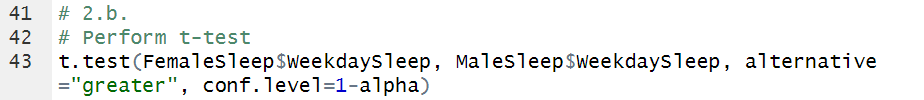 41 # 2.b.
42 # Perform t-test
43 t.test(FemaleSleep$WeekdaySleep, MaleSleep$WeekdaySleep, alternative
="greater", conf.level=1-alpha)